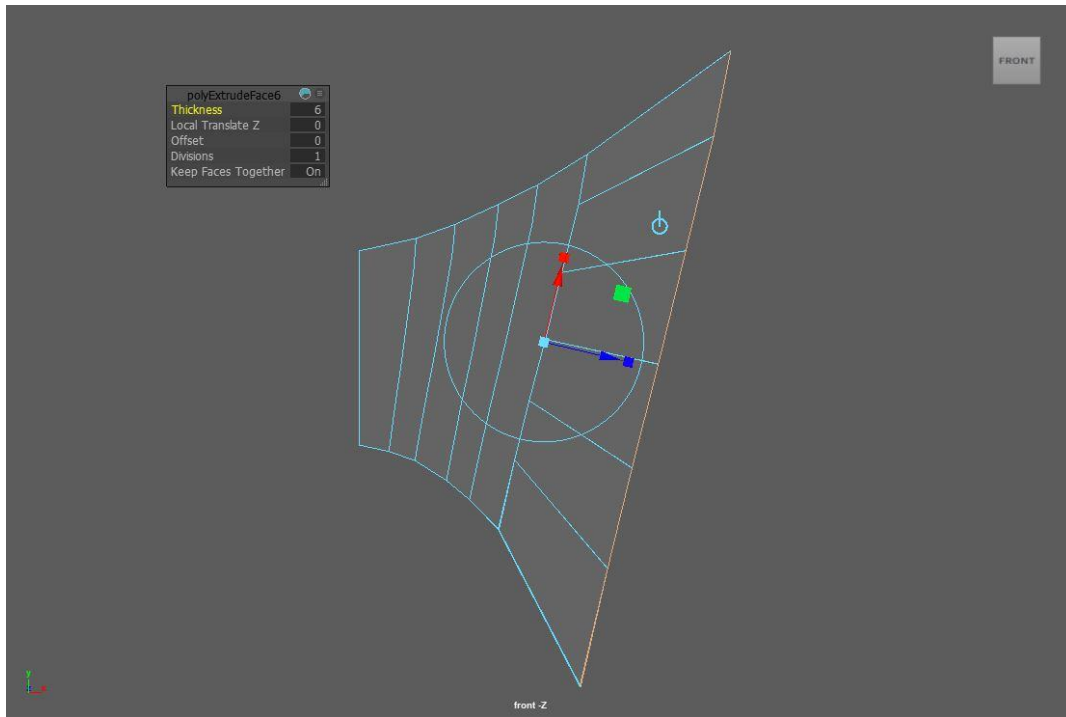 FRONT
polyExtrudeFace6
Thickness 6
Local Translate Z 0
Offset 0
Divisions 1
Keep Faces Together On
y
z x
front -Z